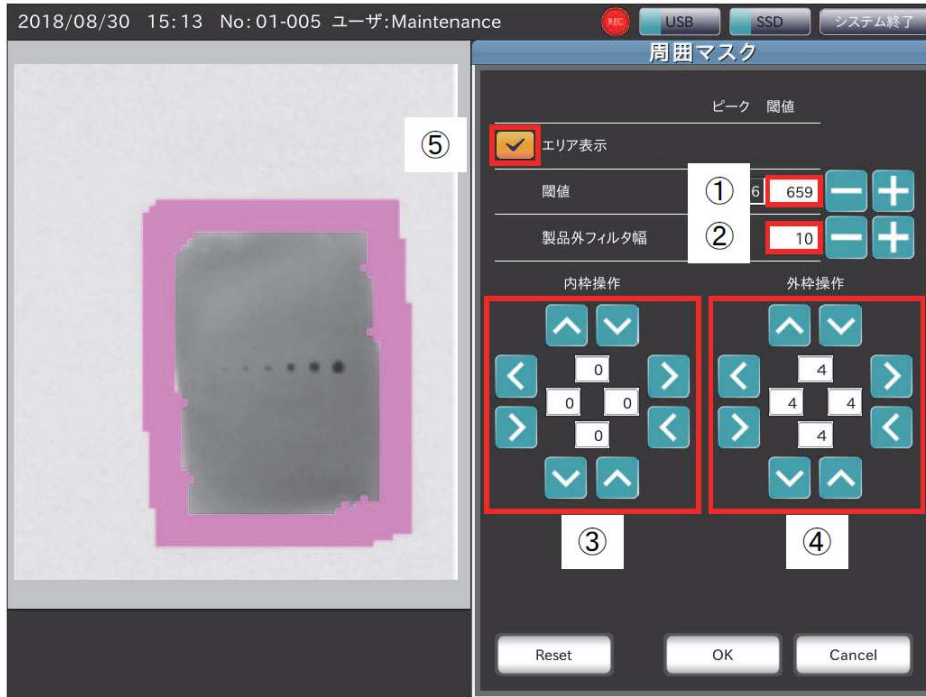 2018/08/30 15:13 No:01-005 ユーザ:Maintenance REC USB SSD システム終了
周囲マスク
ピーク 閾値
⑤ エリア表示
閾値 ① 6 659
製品外フィルタ幅 ② 10
内枠操作 外枠操作
0 4
0 0 4 4
0 4
③ ④
Reset OK Cancel